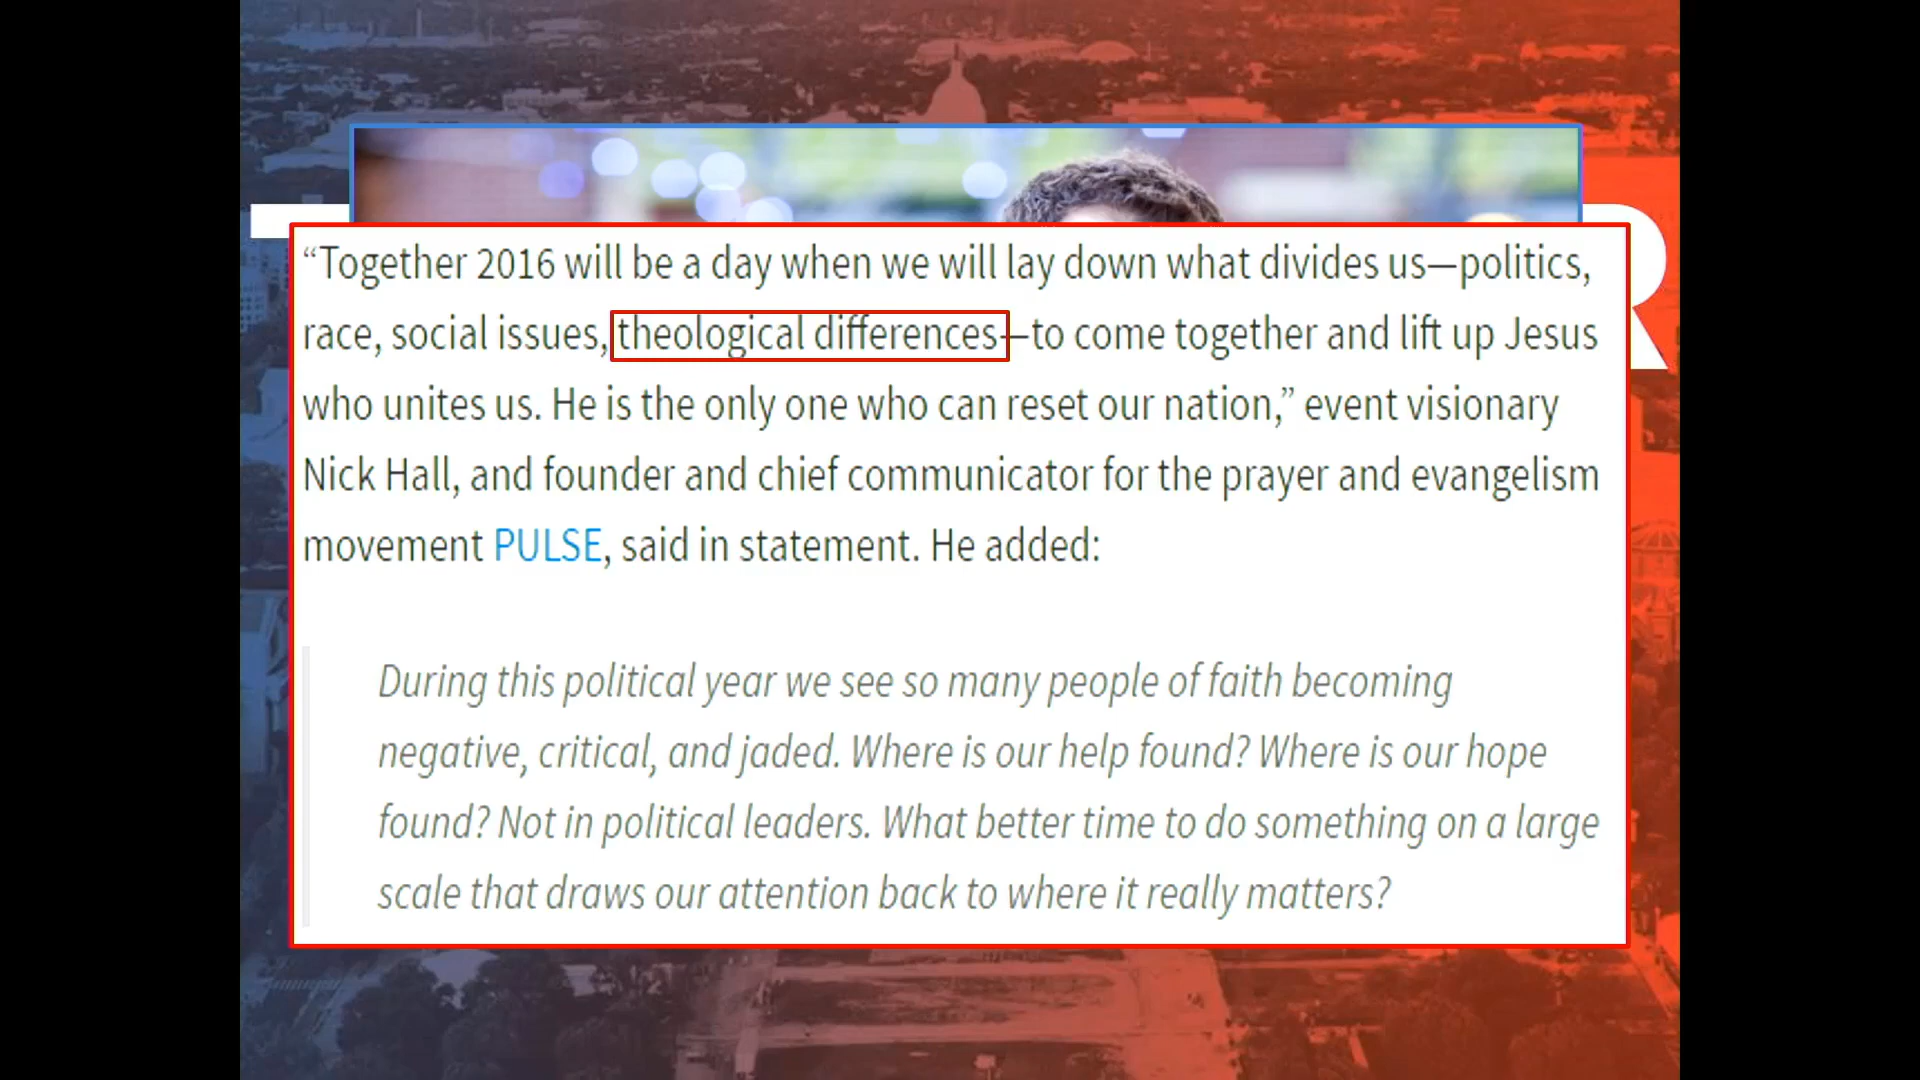 “Together 2016 will be a day when we will lay down what divides us—politics,
race, social issues, theological differences—to come together and lift up Jesus
who unites us. He is the only one who can reset our nation,” event visionary
Nick Hall, and founder and chief communicator for the prayer and evangelism
movement PULSE, said in statement. He added:
During this political year we see so many people of faith becoming
negative, critical, and jaded. Where is our help found? Where is our hope
found? Not in political leaders. What better time to do something on a large
scale that draws our attention back to where it really matters?